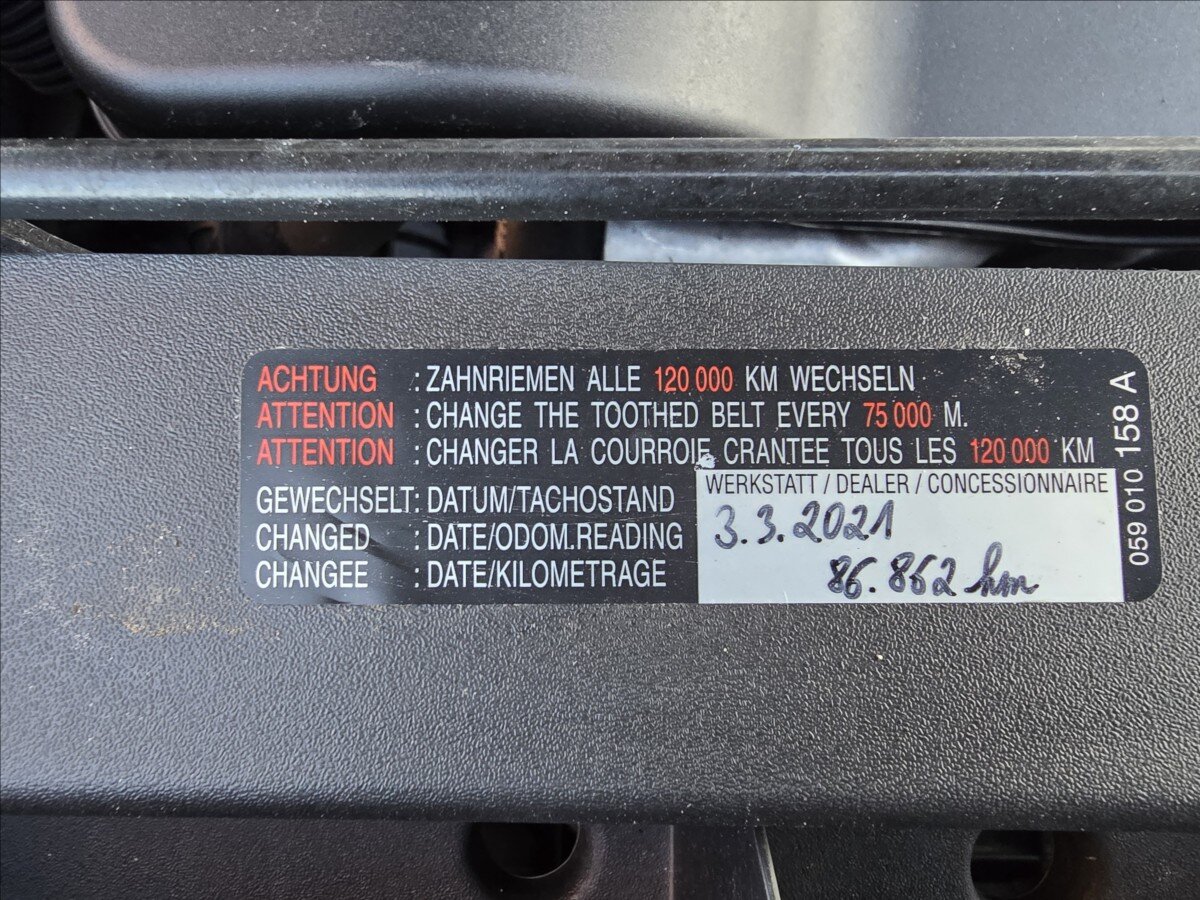 ACHTUNG : ZAHNRIEMEN ALLE 120 000 KM WECHSELN
ATTENTION : CHANGE THE TOOTHED BELT EVERY 75 000 M.
ATTENTION : CHANGER LA COURROIE CRANTEE TOUS LES 120 000 KM
WERKSTATT / DEALER / CONCESSIONNAIRE
GEWECHSELT: DATUM/TACHOSTAND
CHANGED : DATE/ODOM.READING
CHANGEE : DATE/KILOMETRAGE
3.3.2021
86.862 km
059 010 158 A